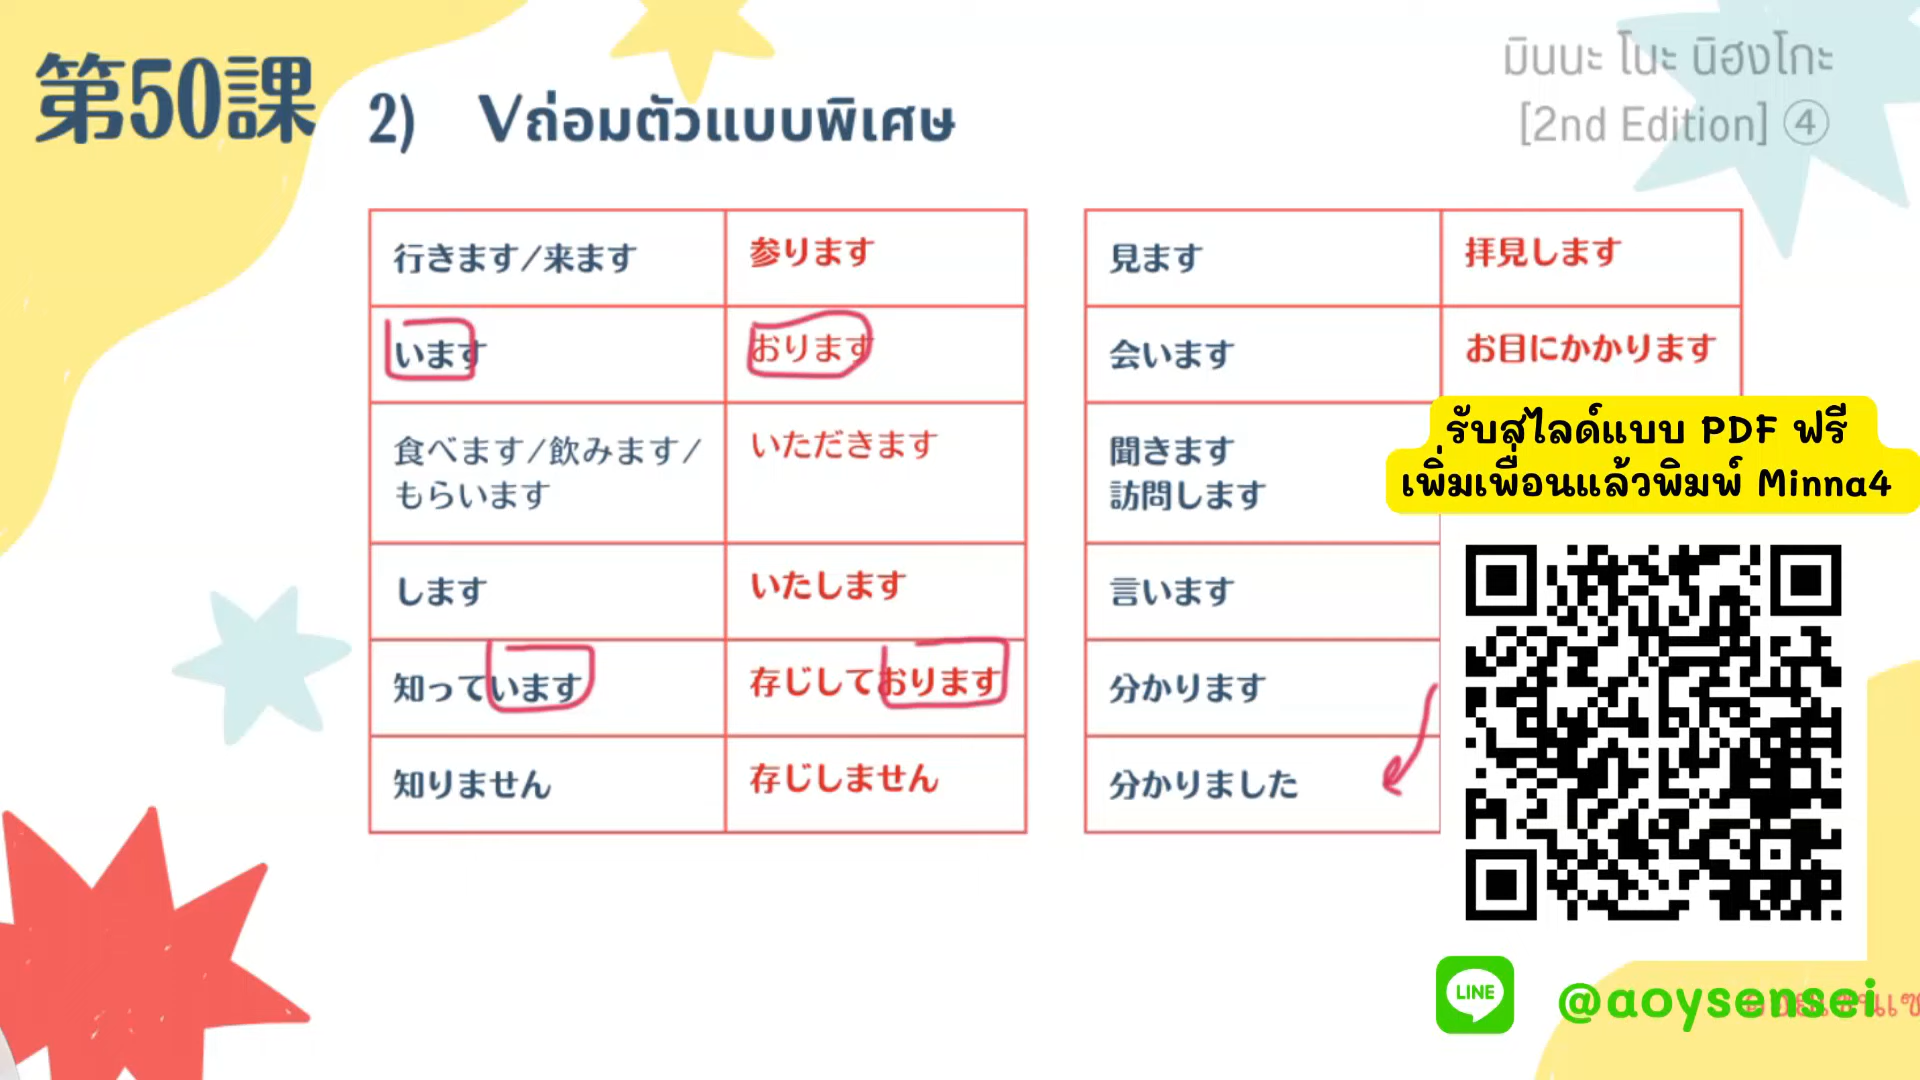 第50課
2) Vถ่อมตัวแบบพิเศษ
มินนะ โนะ นิฮงโกะ
[2nd Edition] ④
行きます/来ます
参ります
います
おります
食べます/飲みます/
もらいます
いただきます
します
いたします
知っています
存じしております
知りません
存じしません
見ます
拝見します
会います
お目にかかります
聞きます
訪問します
言います
分かります
分かりました
รับสไลด์แบบ PDF ฟรี
เพิ่มเพื่อนแล้วพิมพ์ Minna4
LINE
@aoysensei